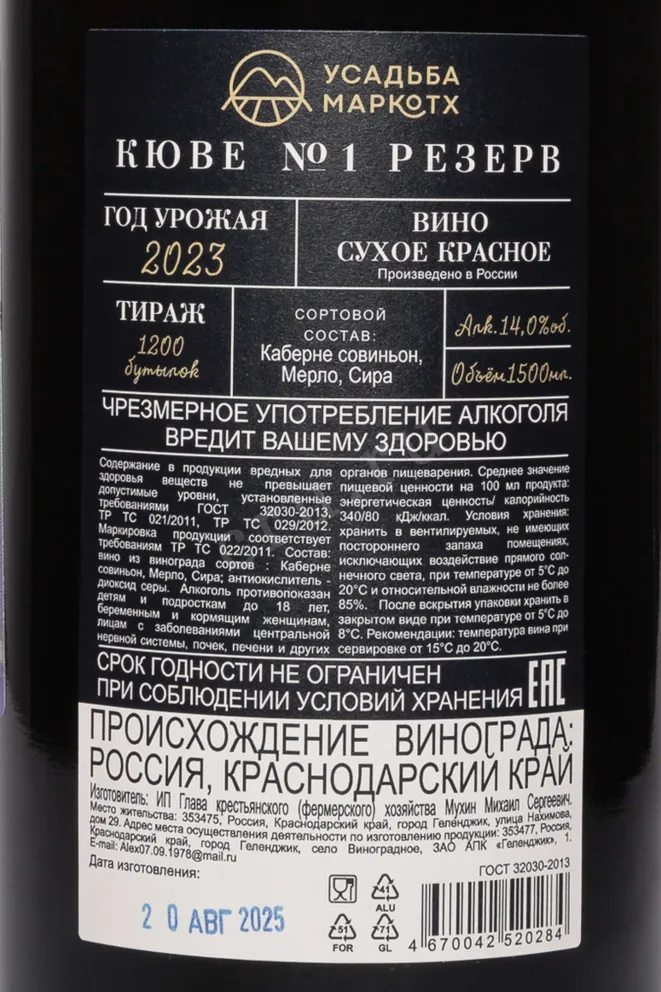 УСАДЬБА
МАРКОТХ
КЮВЕ №1 РЕЗЕРВ
ГОД УРОЖАЯ
2023
ВИНО
СУХОЕ КРАСНОЕ
Произведено в России
ТИРАЖ
1200
бутылок
СОРТОВОЙ
СОСТАВ:
Каберне совиньон,
Мерло, Сира
Алк.14,0%об.
Объём1500мл.
ЧРЕЗМЕРНОЕ УПОТРЕБЛЕНИЕ АЛКОГОЛЯ
ВРЕДИТ ВАШЕМУ ЗДОРОВЬЮ
Содержание в продукции вредных для
здоровья веществ не превышает
допустимые уровни, установленные
требованиями ГОСТ 32030-2013,
ТР ТС 021/2011, ТР ТС 029/2012.
Маркировка продукции соответствует
требованиям ТР ТС 022/2011. Состав:
вино из винограда сортов : Каберне
совиньон, Мерло, Сира; антиокислитель -
диоксид серы. Алкоголь противопоказан
детям и подросткам до 18 лет,
беременным и кормящим женщинам,
лицам с заболеваниями центральной
нервной системы, почек, печени и других
органов пищеварения. Среднее значение
пищевой ценности на 100 мл продукта:
энергетическая ценность/ калорийность
340/80 кДж/ккал. Условия хранения:
хранить в вентилируемых, не имеющих
постороннего запаха помещениях,
исключающих воздействие прямого сол-
нечного света, при температуре от 5°С до
20°С и относительной влажности не более
85%. После вскрытия упаковки хранить в
закрытом виде при температуре от 5°С до
8°С. Рекомендации: температура вина при
сервировке от 15°С до 20°С.
СРОК ГОДНОСТИ НЕ ОГРАНИЧЕН
ПРИ СОБЛЮДЕНИИ УСЛОВИЙ ХРАНЕНИЯ
EAC
ПРОИСХОЖДЕНИЕ ВИНОГРАДА:
РОССИЯ, КРАСНОДАРСКИЙ КРАЙ
Изготовитель: ИП Глава крестьянского (фермерского) хозяйства Мухин Михаил Сергеевич.
Место жительства: 353475, Россия, Краснодарский край, город Геленджик, улица Нахимова,
дом 29. Адрес места осуществления деятельности по изготовлению продукции: 353477, Россия,
Краснодарский край, город Геленджик, село Виноградное, ЗАО АПК «Геленджик», 1.
E-mail: Alex07.09.1978@mail.ru
Дата изготовления:
ГОСТ 32030-2013
20 АВГ 2025
41
ALU
51
FOR
71
GL
4 670042 520284